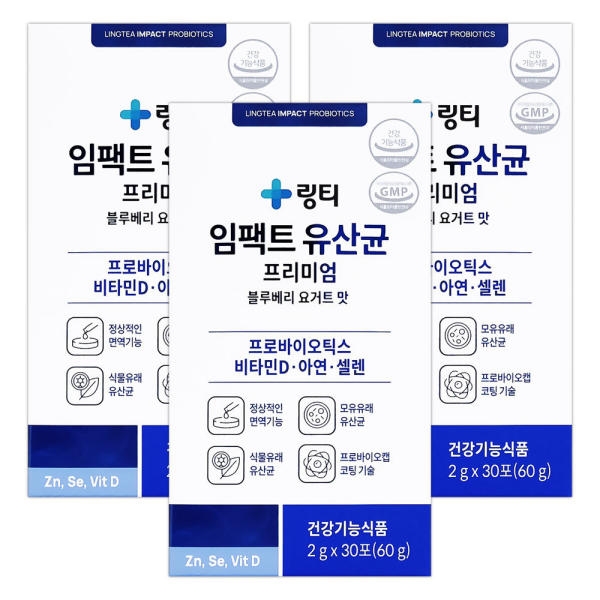 LINGTEA IMPACT PROBIOTICS
건강
기능식품
링티
임팩트 유
프리미엄
블루베리 요거트 맛
프로바이오
비타민D·아
정상적인
면역기능
식물유래
유산균
Zn, Se, Vit D
LINGTEA IMPACT PROBIOTICS
건강
기능식품
링티
GMP
트 유산균
리미엄
베리 요거트 맛
바이오틱스
·아연·셀렌
모유유래
유산균
프로바이오캡
코팅 기술
건강기능식품
2 g x 30포(60 g)
LINGTEA IMPACT PROBIOTICS
건강
기능식품
링티
GMP
임팩트 유산균
프리미엄
블루베리 요거트 맛
프로바이오틱스
비타민D·아연·셀렌
정상적인
면역기능
모유유래
유산균
식물유래
유산균
프로바이오캡
코팅 기술
Zn, Se, Vit D
건강기능식품
2 g x 30포(60 g)